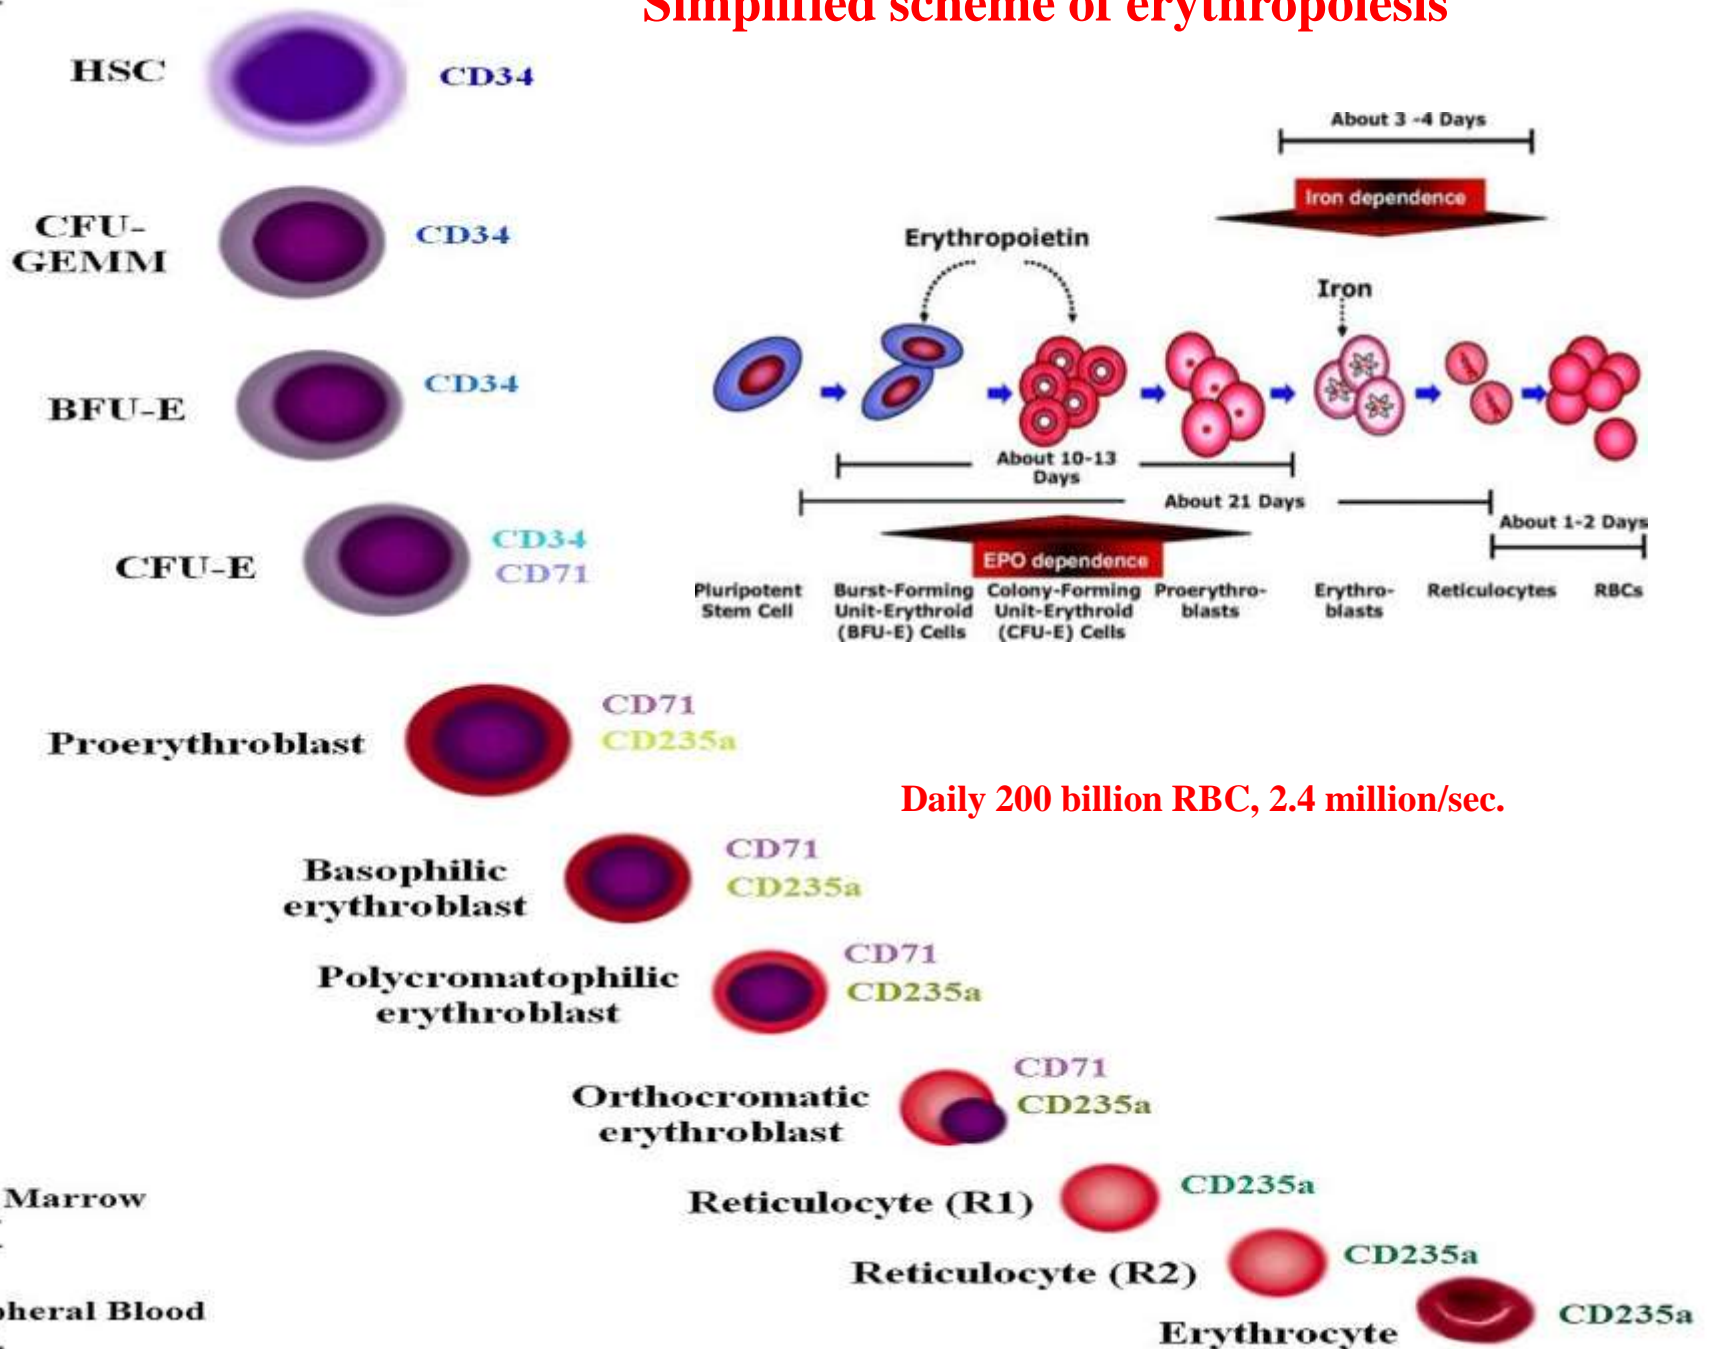 Simplified scheme of erythropoiesis
HSC
CD34
CFU-
GEMM
CD34
BFU-E
CD34
CFU-E
CD34
CD71
About 3 -4 Days
Iron dependence
Erythropoietin
Iron
About 10-13
Days
About 21 Days
About 1-2 Days
EPO dependence
Pluripotent
Stem Cell
Burst-Forming
Unit-Erythroid
(BFU-E) Cells
Colony-Forming
Unit-Erythroid
(CFU-E) Cells
Proerythro-
blasts
Erythro-
blasts
Reticulocytes
RBCs
Proerythroblast
CD71
CD235a
Daily 200 billion RBC, 2.4 million/sec.
Basophilic
erythroblast
CD71
CD235a
Polycromatophilic
erythroblast
CD71
CD235a
Orthocromatic
erythroblast
CD71
CD235a
Marrow
Reticulocyte (R1)
CD235a
Reticulocyte (R2)
CD235a
pheral Blood
Erythrocyte
CD235a